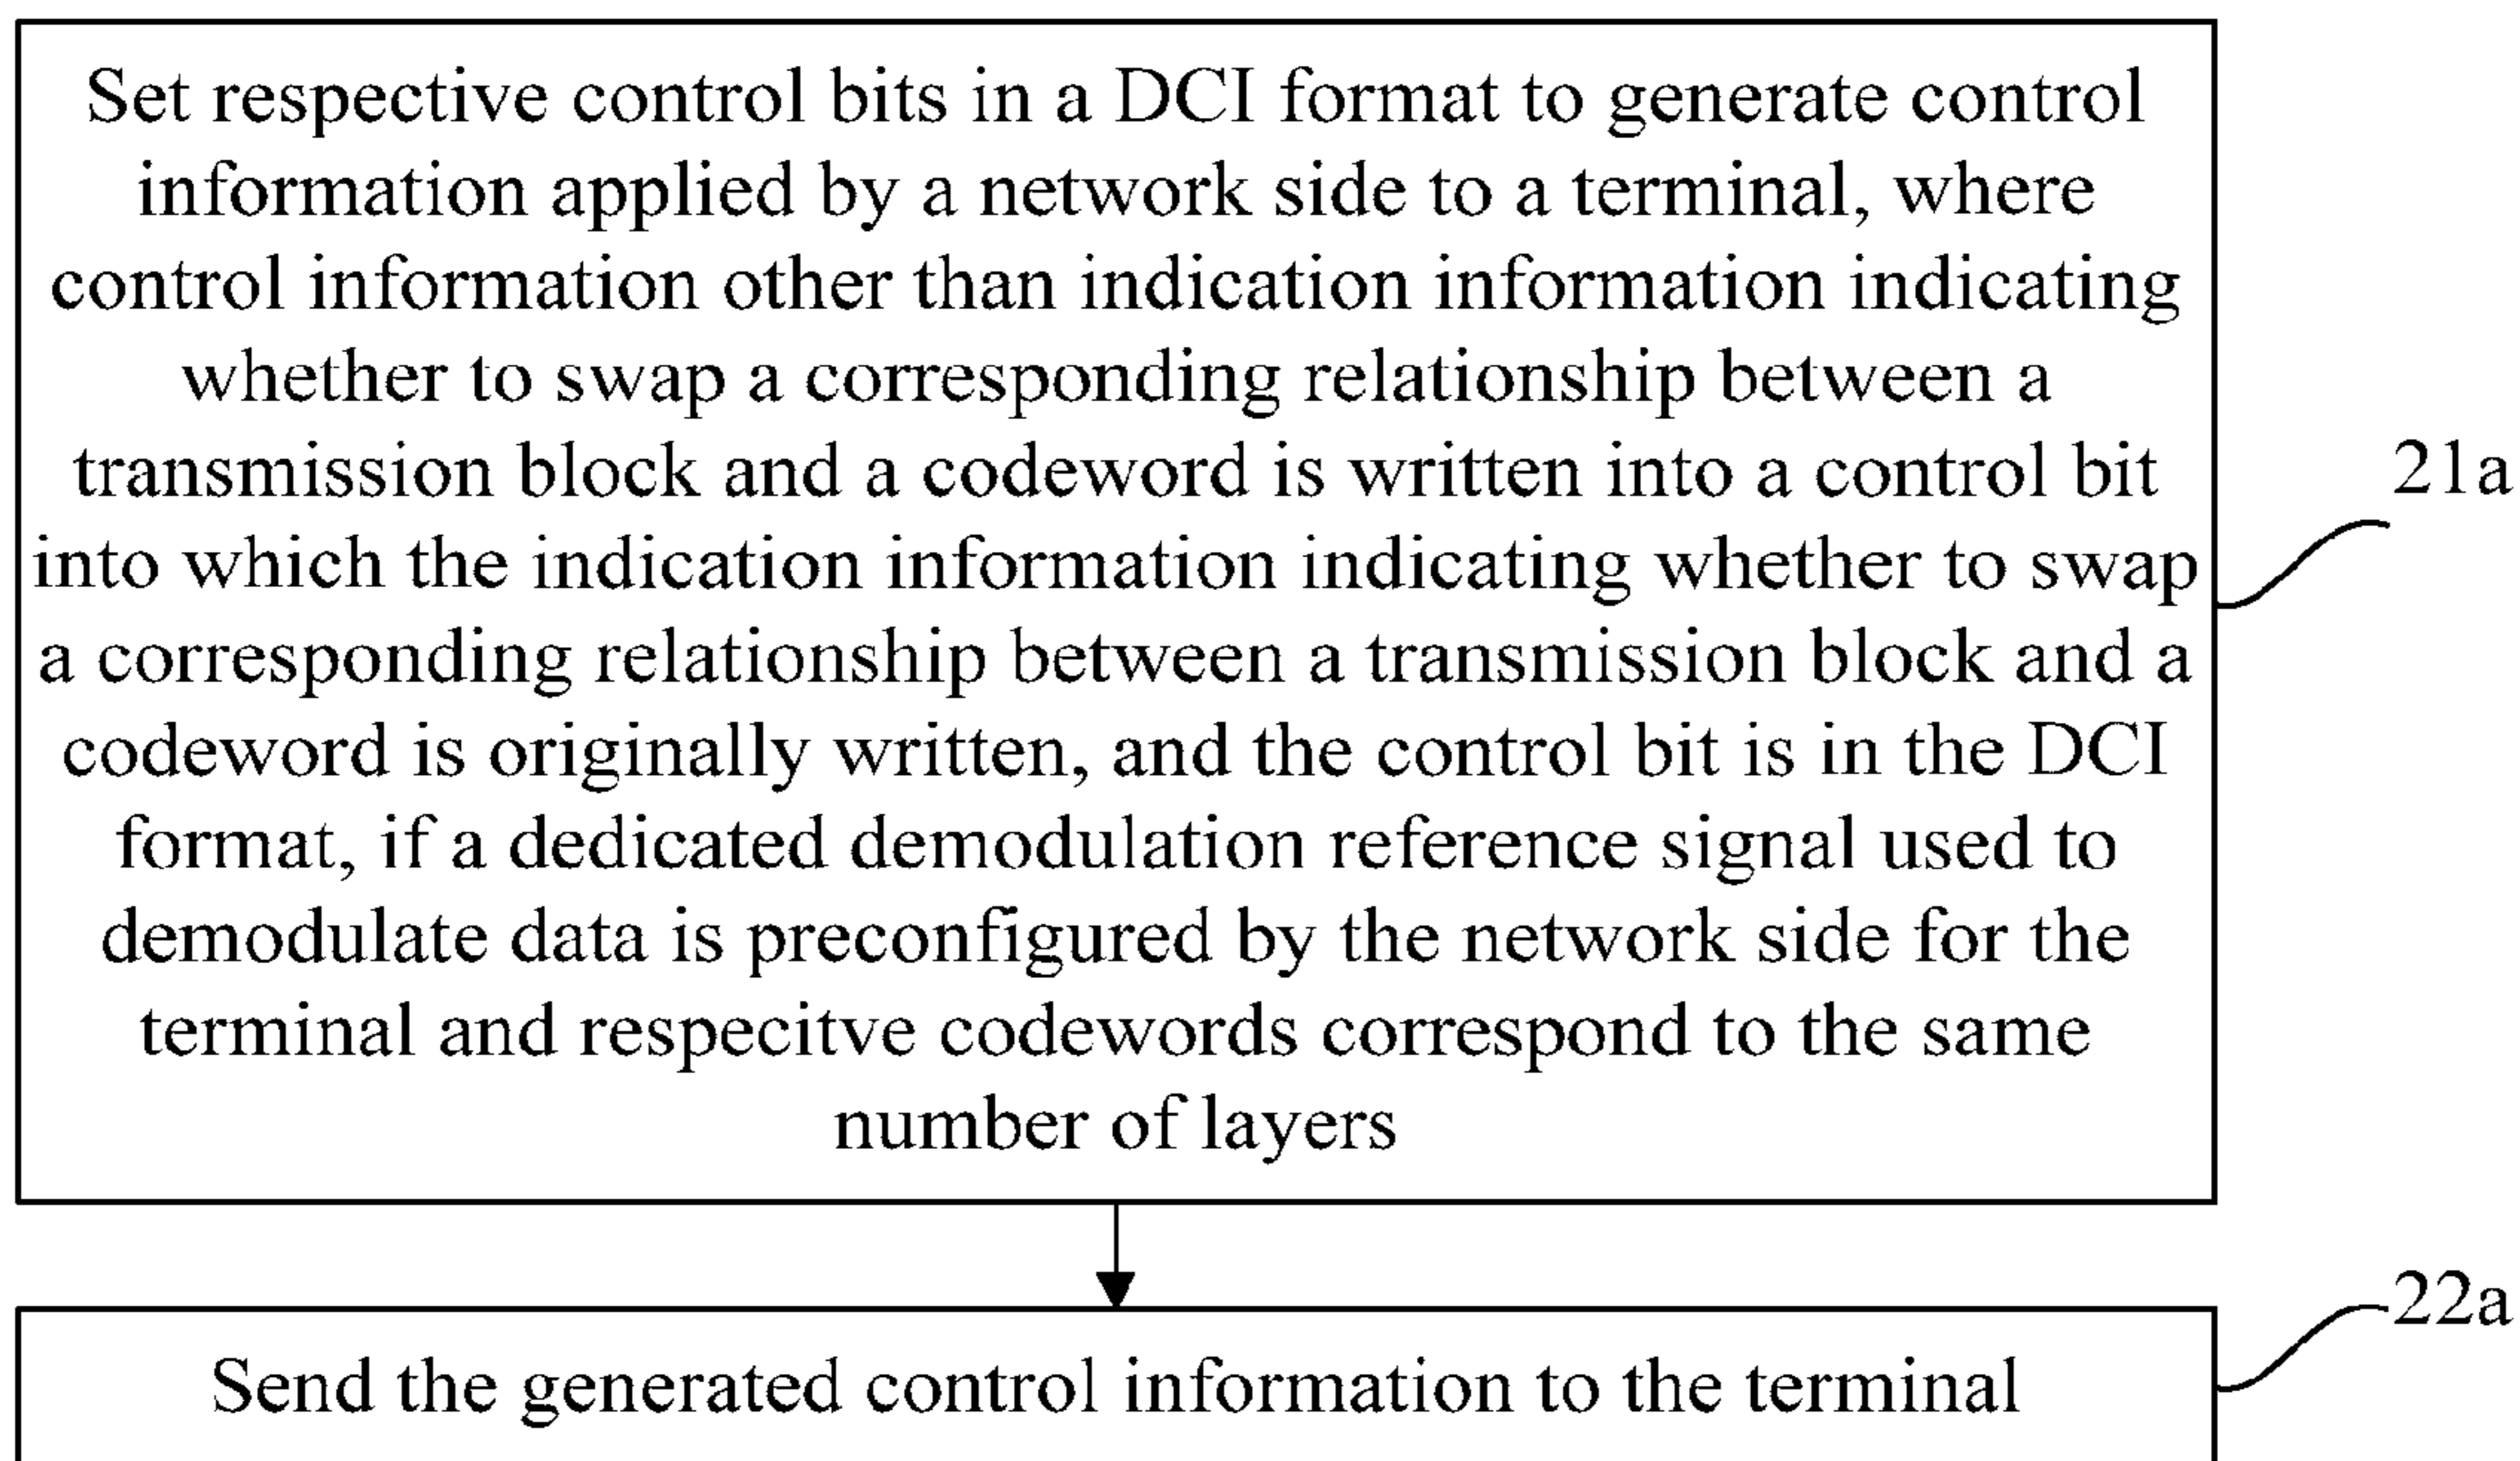 Set respective control bits in a DCI format to generate control
information applied by a network side to a terminal, where
control information other than indication information indicating
whether to swap a corresponding relationship between a
transmission block and a codeword is written into a control bit
into which the indication information indicating whether to swap
a corresponding relationship between a transmission block and a
codeword is originally written, and the control bit is in the DCI
format, if a dedicated demodulation reference signal used to
demodulate data is preconfigured by the network side for the
terminal and respecitve codewords correspond to the same
number of layers
21a
22a
Send the generated control information to the terminal